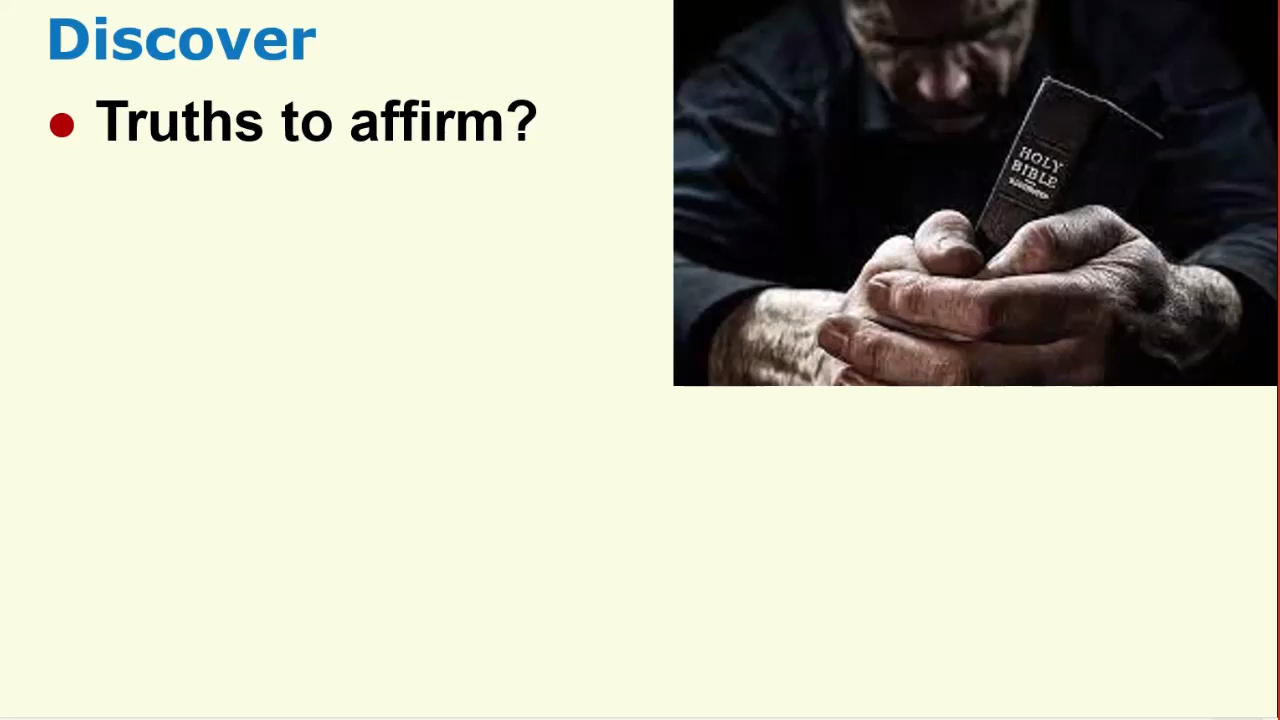 Discover
• Truths to affirm?
HOLY
BIBLE